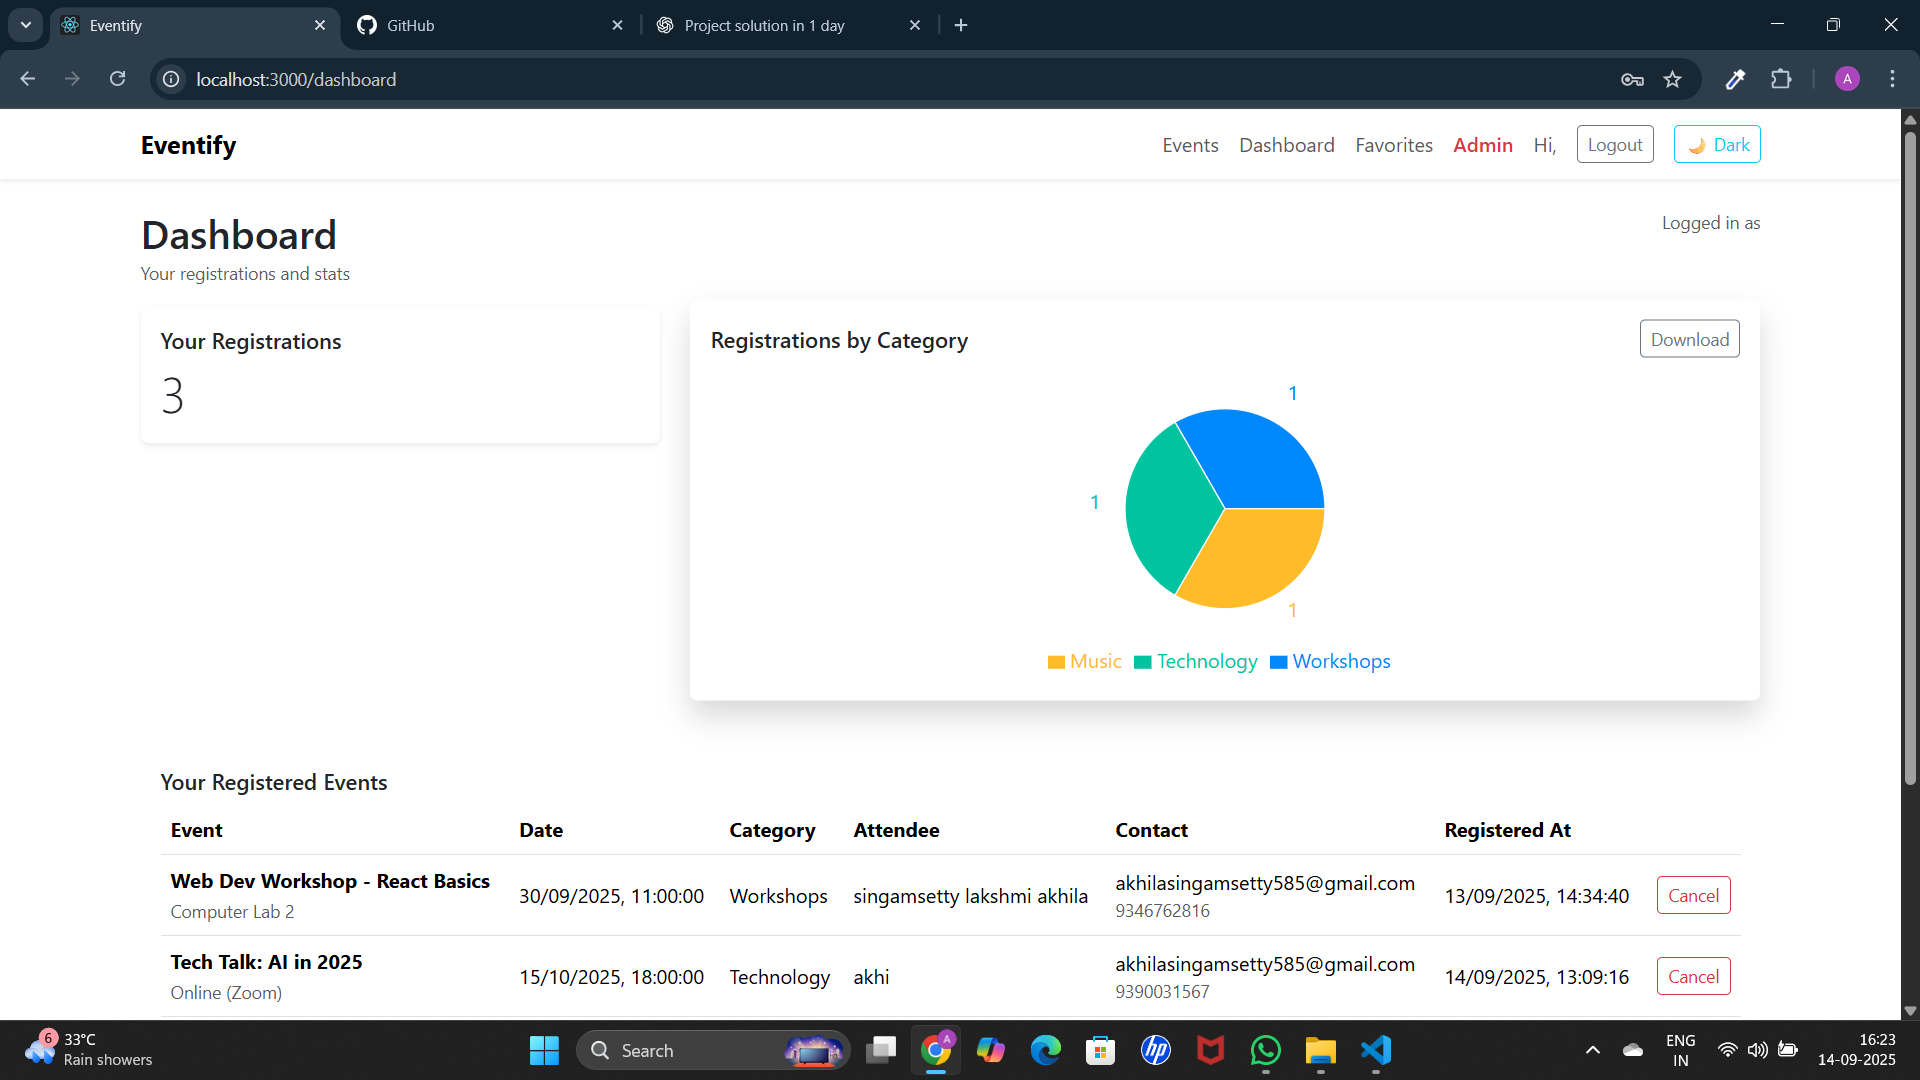 Eventify
GitHub
Project solution in 1 day
localhost:3000/dashboard
A
Eventify
Events Dashboard Favorites Admin Hi, Logout 🌙 Dark
Dashboard
Logged in as
Your registrations and stats
Your Registrations
3
Registrations by Category
Download
1
1
1
Music Technology Workshops
Your Registered Events
Event Date Category Attendee Contact Registered At
Web Dev Workshop - React Basics
Computer Lab 2
30/09/2025, 11:00:00
Workshops
singamsetty lakshmi akhila
akhilasingamsetty585@gmail.com
9346762816
13/09/2025, 14:34:40
Cancel
Tech Talk: AI in 2025
Online (Zoom)
15/10/2025, 18:00:00
Technology
akhi
akhilasingamsetty585@gmail.com
9390031567
14/09/2025, 13:09:16
Cancel
6
33°C
Rain showers
Search
A
hp
ENG
IN
16:23
14-09-2025